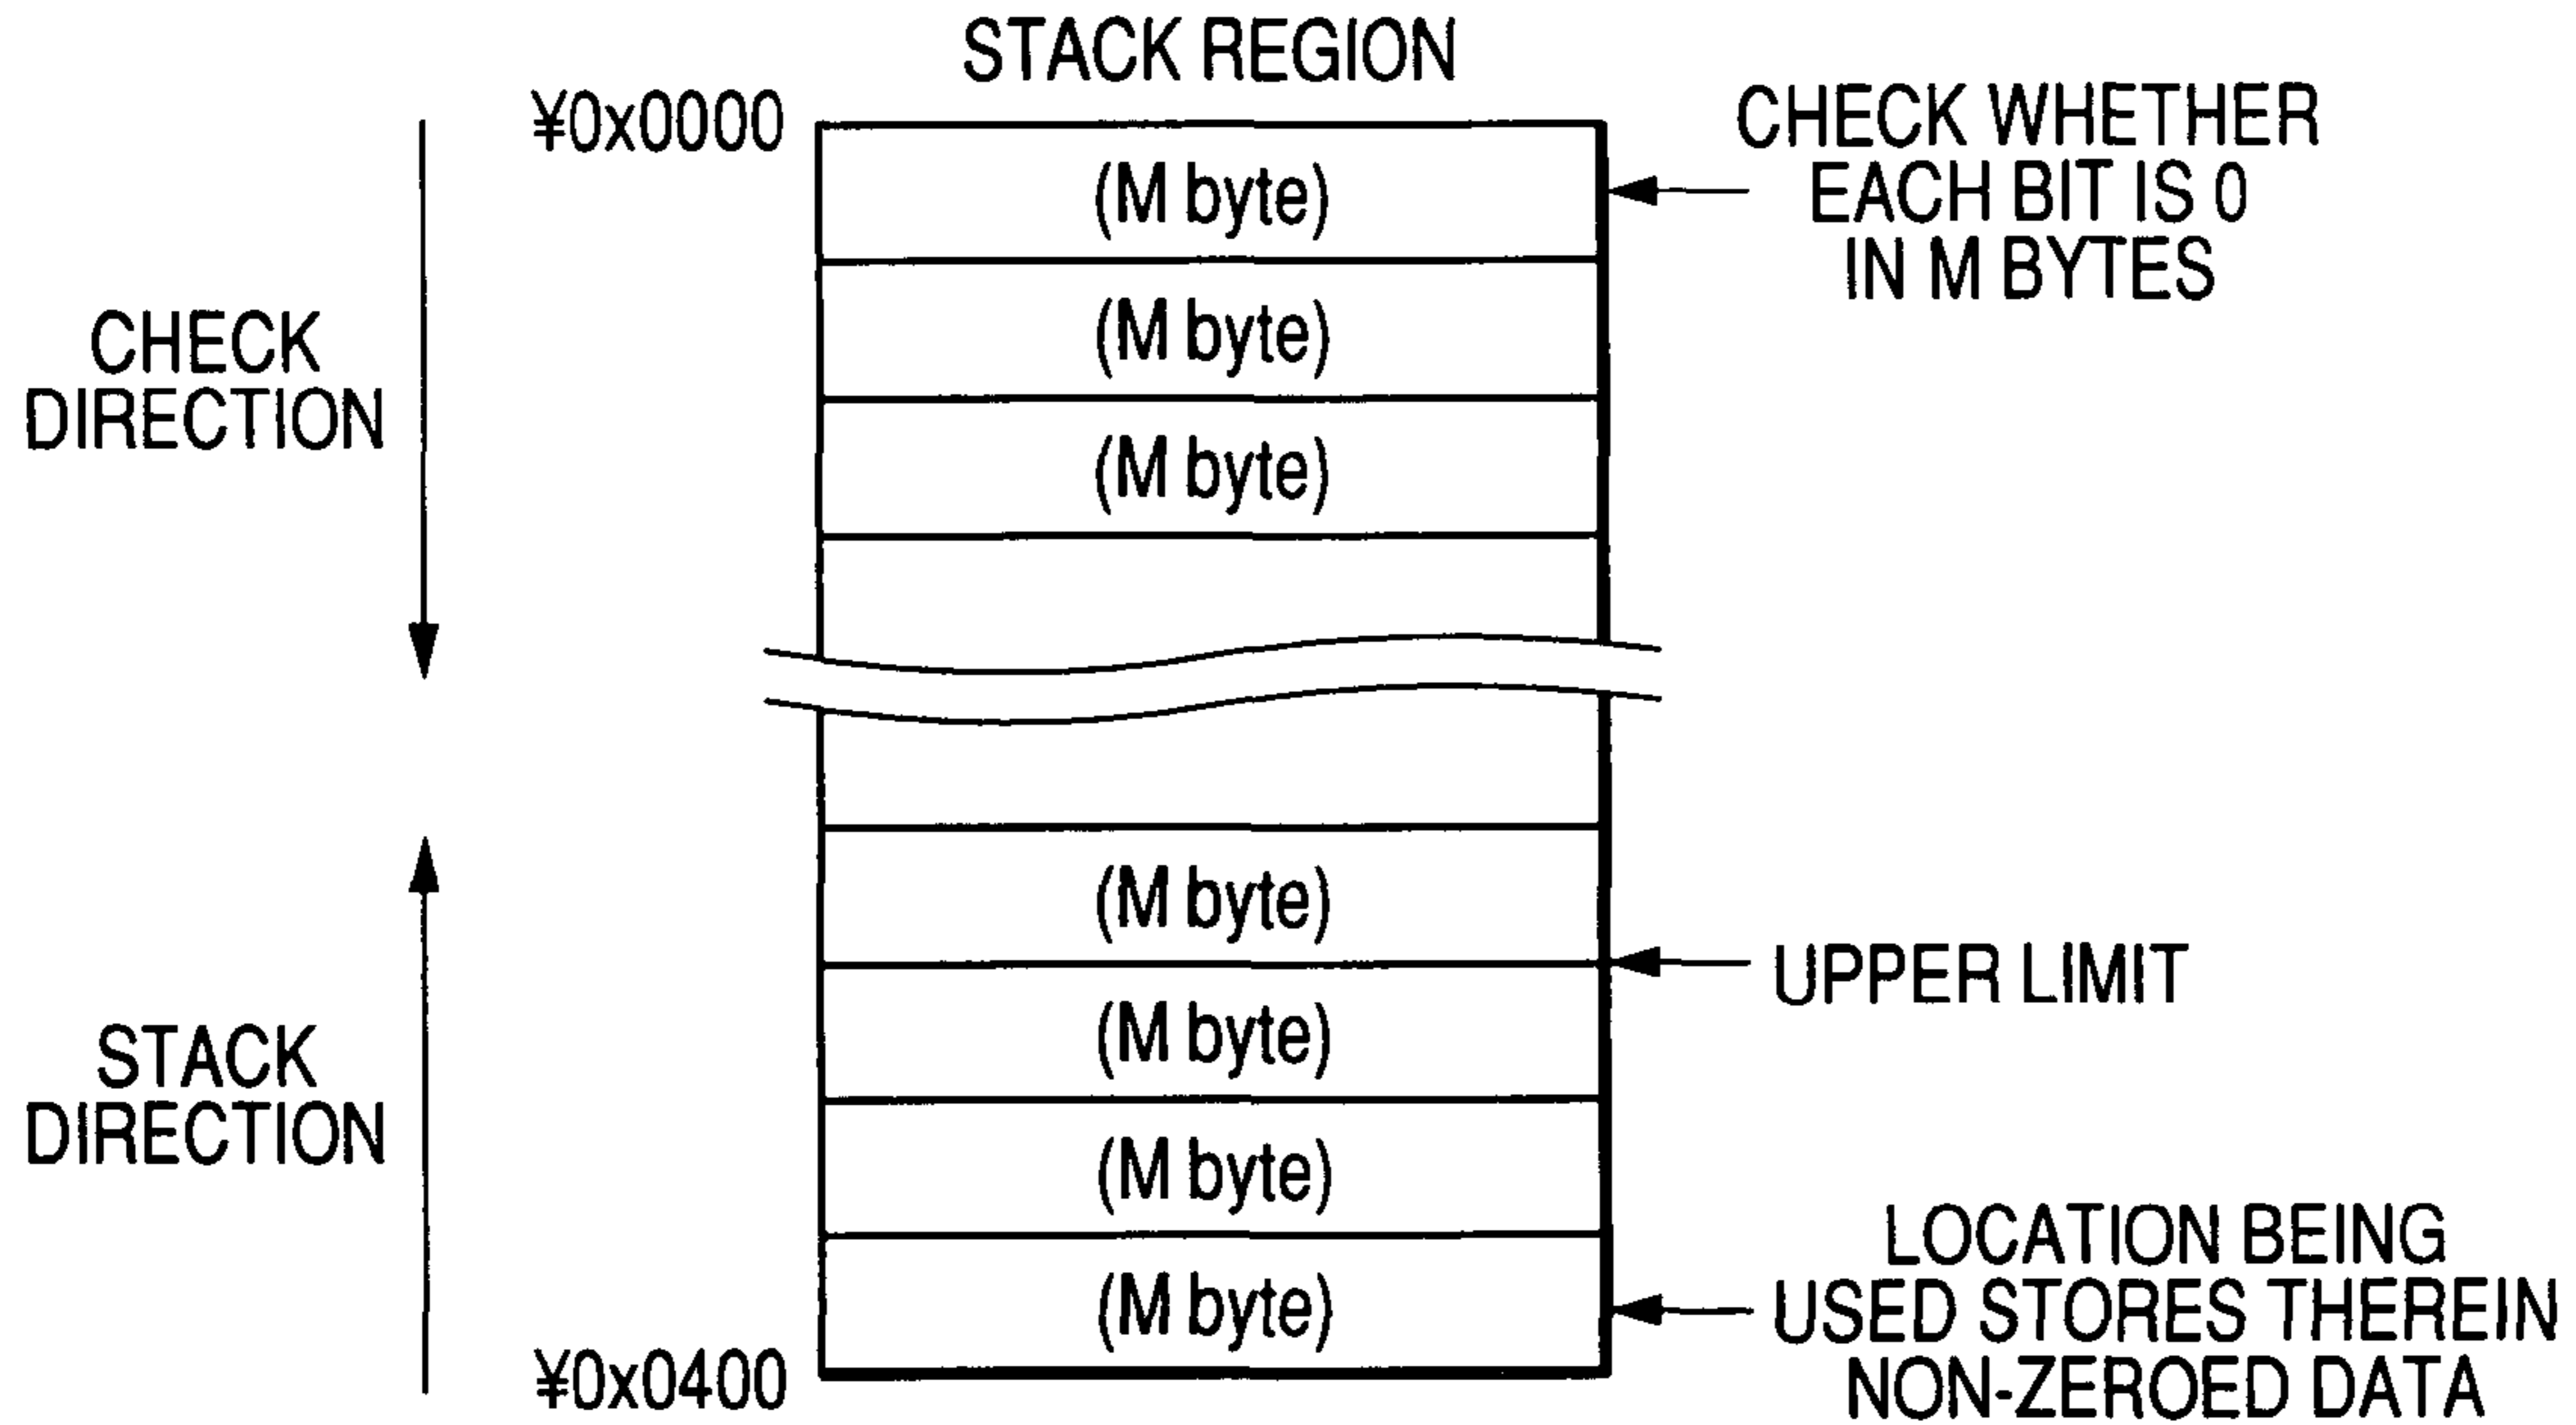 STACK REGION
¥0x0000
CHECK WHETHER
EACH BIT IS 0
IN M BYTES
(M byte)
(M byte)
(M byte)
CHECK
DIRECTION
(M byte)
UPPER LIMIT
(M byte)
STACK
DIRECTION
(M byte)
(M byte)
LOCATION BEING
USED STORES THEREIN
NON-ZEROED DATA
¥0x0400